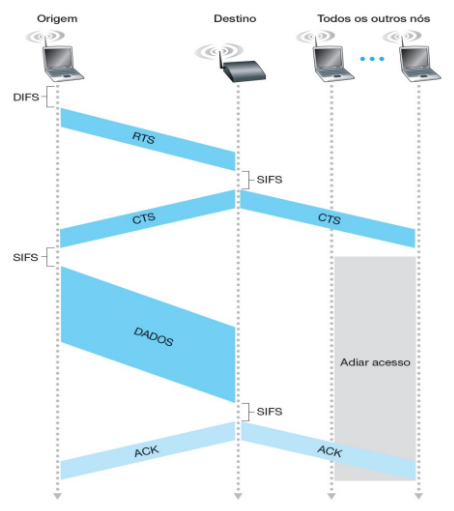 Origem
Destino
Todos os outros nós
DIFS
RTS
SIFS
CTS
CTS
SIFS
DADOS
Adiar acesso
SIFS
ACK
ACK